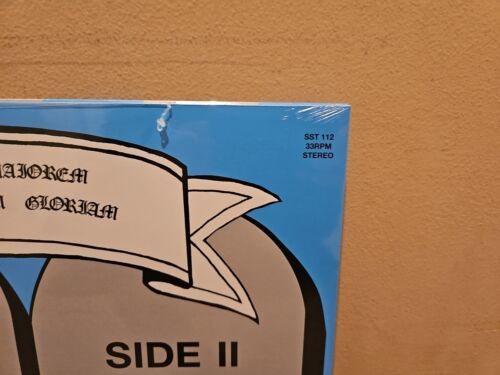 SST 112
33RPM
STEREO
MAIOREM
GLORIAM
SIDE II